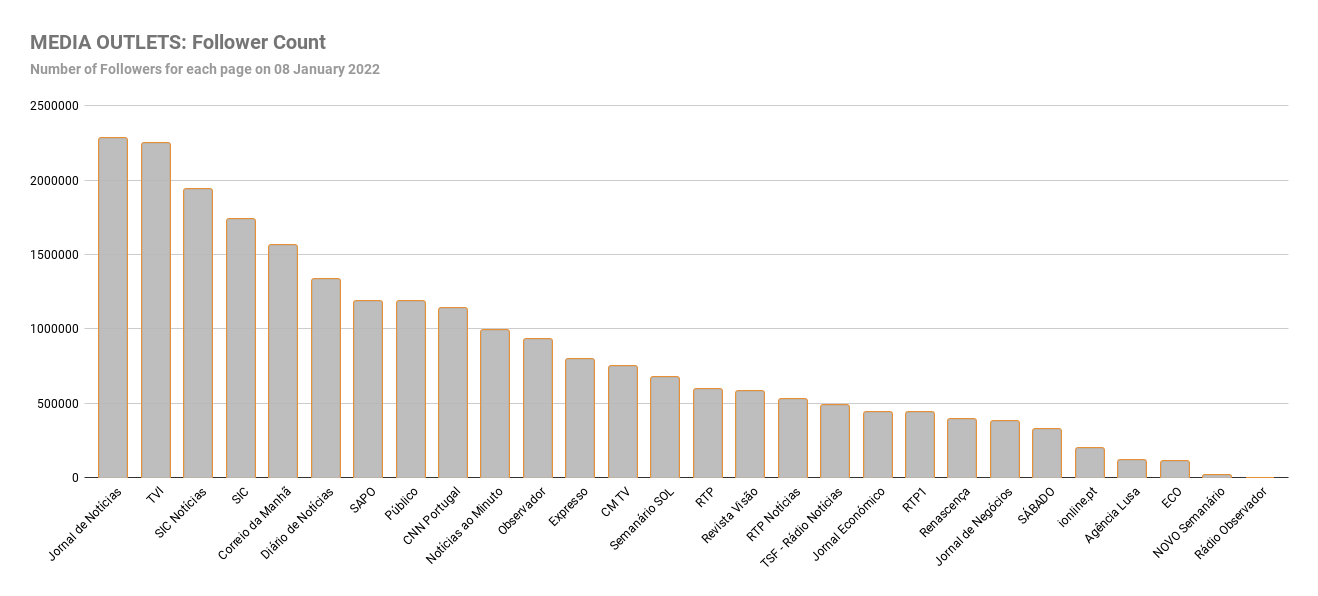 MEDIA OUTLETS: Follower Count
Number of Followers for each page on 08 January 2022
2500000
2000000
1500000
1000000
500000
0
Jornal de Notícias
TVI
SIC Notícias
SIC
Correio da Manhã
Diário de Notícias
SAPO
Público
CNN Portugal
Notícias ao Minuto
Observador
Expresso
CM TV
Semanário SOL
RTP
Revista Visão
RTP Notícias
TSF - Rádio Notícias
Jornal Económico
RTP1
Renascença
Jornal de Negócios
SÁBADO
ionline.pt
Agência Lusa
ECO
NOVO Semanário
Rádio Observador